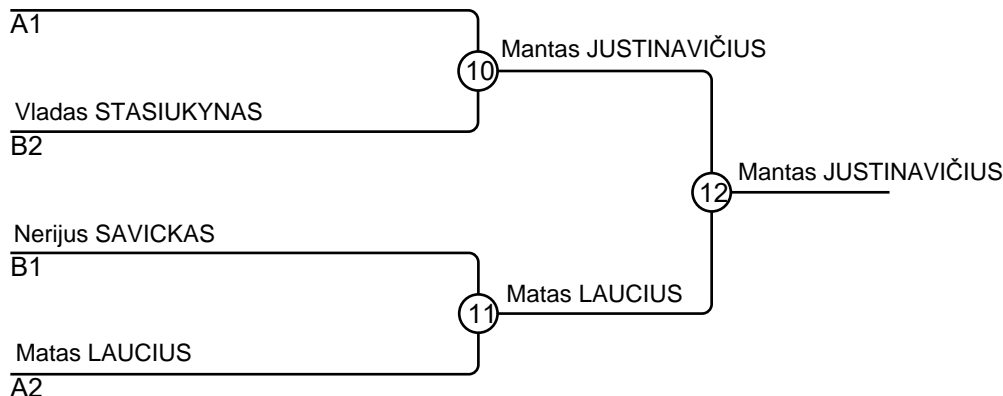 A1
Mantas JUSTINAVIČIUS
10
Vladas STASIUKYNAS
B2
Mantas JUSTINAVIČIUS
12
Nerijus SAVICKAS
B1
Matas LAUCIUS
11
Matas LAUCIUS
A2